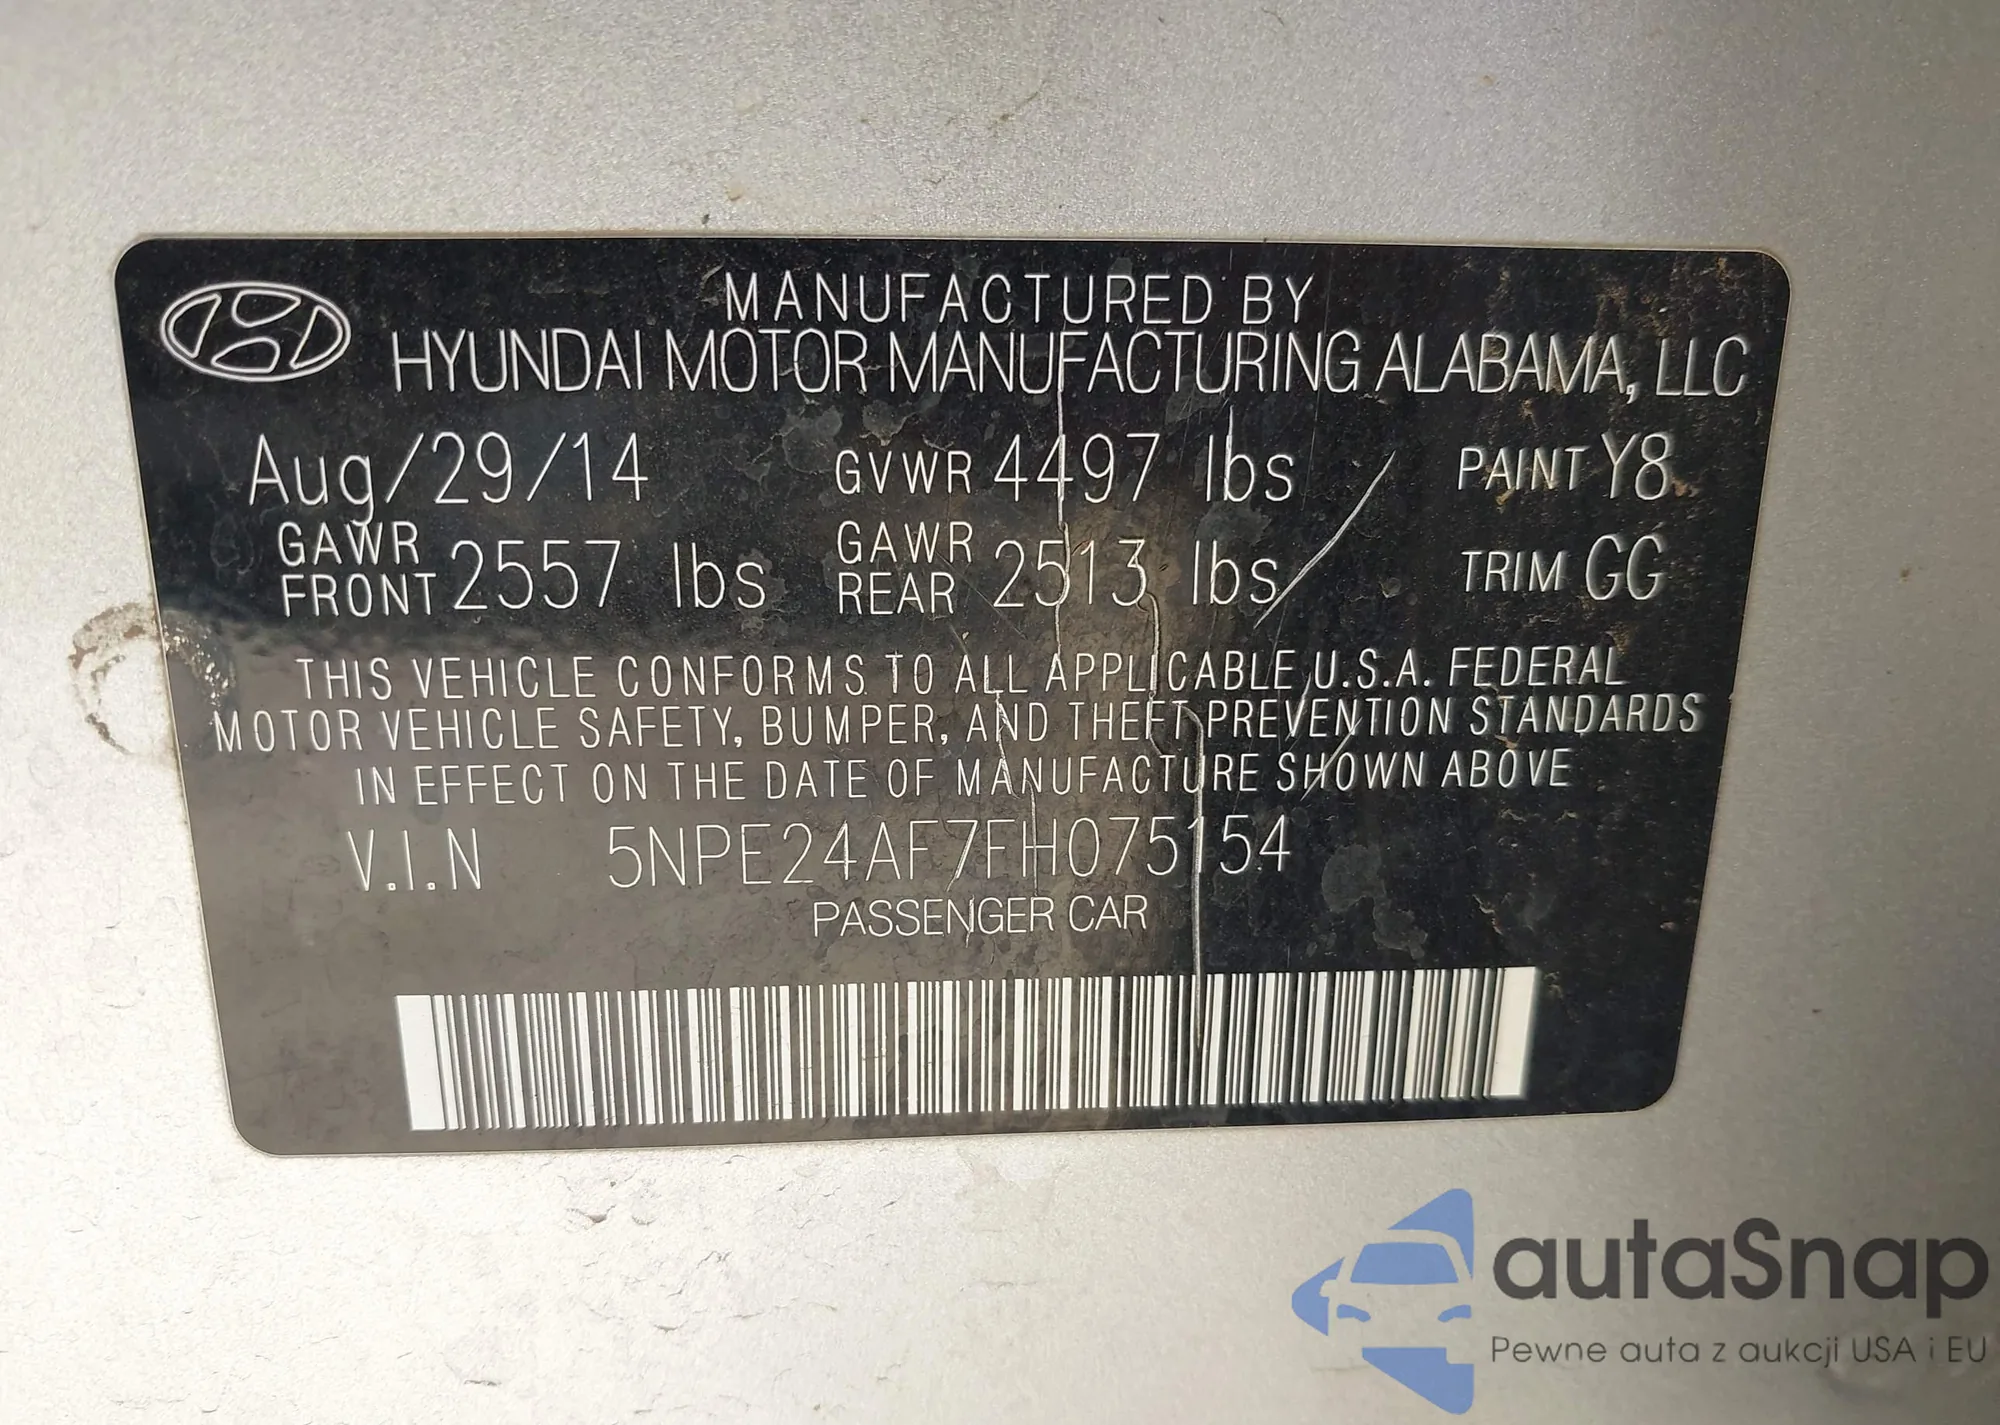 MANUFACTURED BY
HYUNDAI MOTOR MANUFACTURING ALABAMA, LLC
Aug/29/14 GVWR 4497 lbs PAINT Y8
GAWR FRONT 2557 lbs GAWR REAR 2513 lbs TRIM GG
THIS VEHICLE CONFORMS TO ALL APPLICABLE U.S.A. FEDERAL
MOTOR VEHICLE SAFETY, BUMPER, AND THEFT PREVENTION STANDARDS
IN EFFECT ON THE DATE OF MANUFACTURE SHOWN ABOVE
V.I.N 5NPE24AF7FH075154
PASSENGER CAR
autaSnap
Pewne auta z aukcji USA i EU